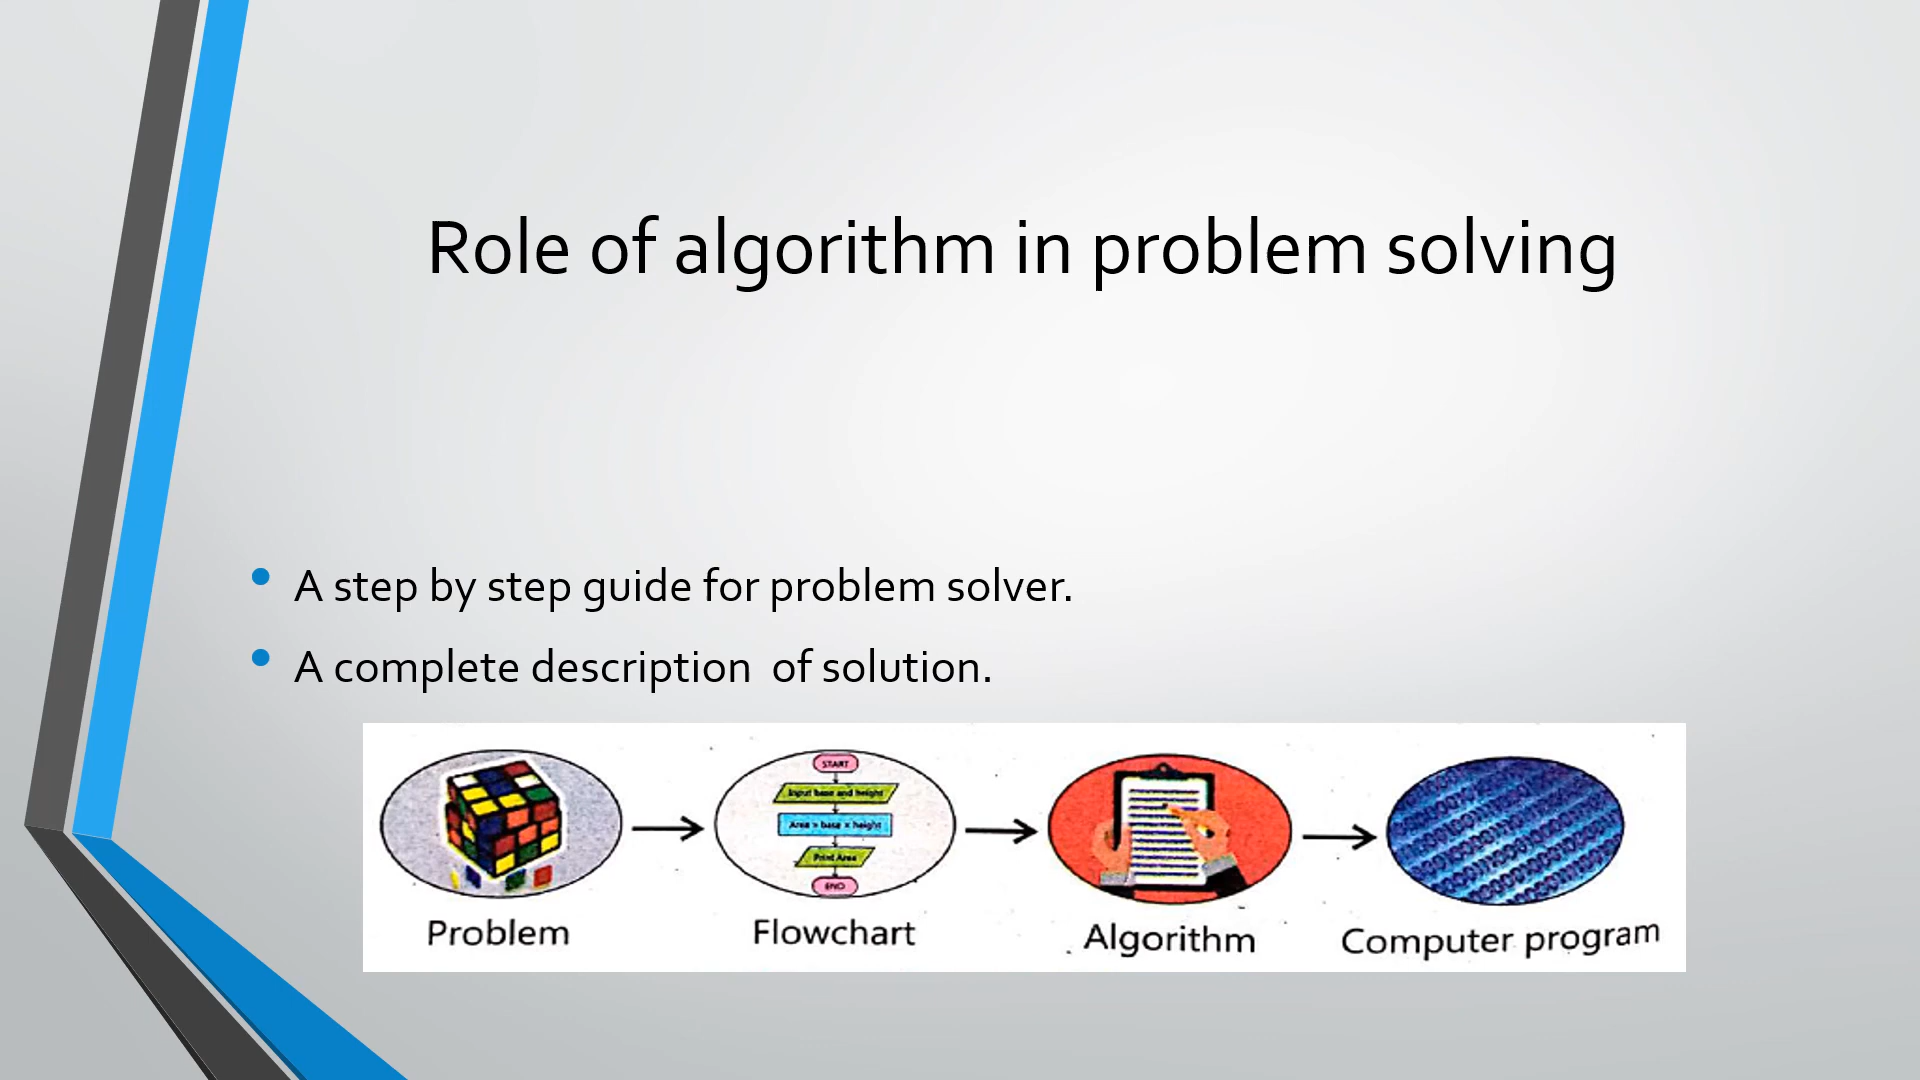 Role of algorithm in problem solving
• A step by step guide for problem solver.
• A complete description  of solution.
START
Input base and height
Area = base × height
Print Area
END
Problem
Flowchart
Algorithm
Computer program